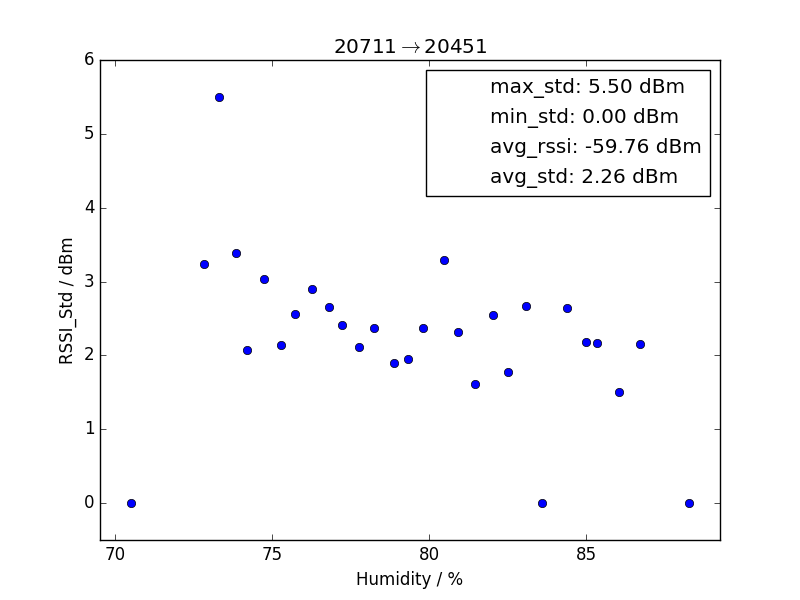 20711→20451
max_std: 5.50 dBm
min_std: 0.00 dBm
avg_rssi: -59.76 dBm
avg_std: 2.26 dBm
RSSI_Std / dBm
6
5
4
3
2
1
0
70 75 80 85
Humidity / %